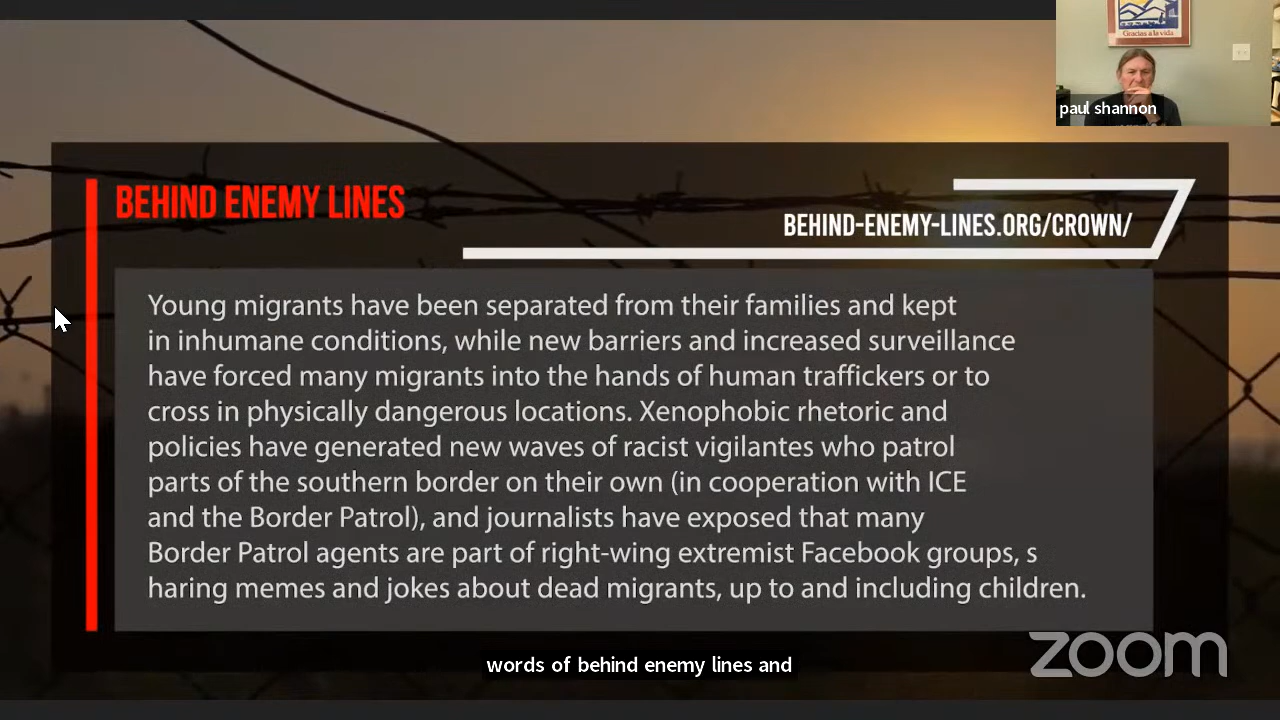 Gracias a la vida
paul shannon
BEHIND ENEMY LINES
BEHIND-ENEMY-LINES.ORG/CROWN/
Young migrants have been separated from their families and kept
in inhumane conditions, while new barriers and increased surveillance
have forced many migrants into the hands of human traffickers or to
cross in physically dangerous locations. Xenophobic rhetoric and
policies have generated new waves of racist vigilantes who patrol
parts of the southern border on their own (in cooperation with ICE
and the Border Patrol), and journalists have exposed that many
Border Patrol agents are part of right-wing extremist Facebook groups, s
haring memes and jokes about dead migrants, up to and including children.
words of behind enemy lines and
zoom